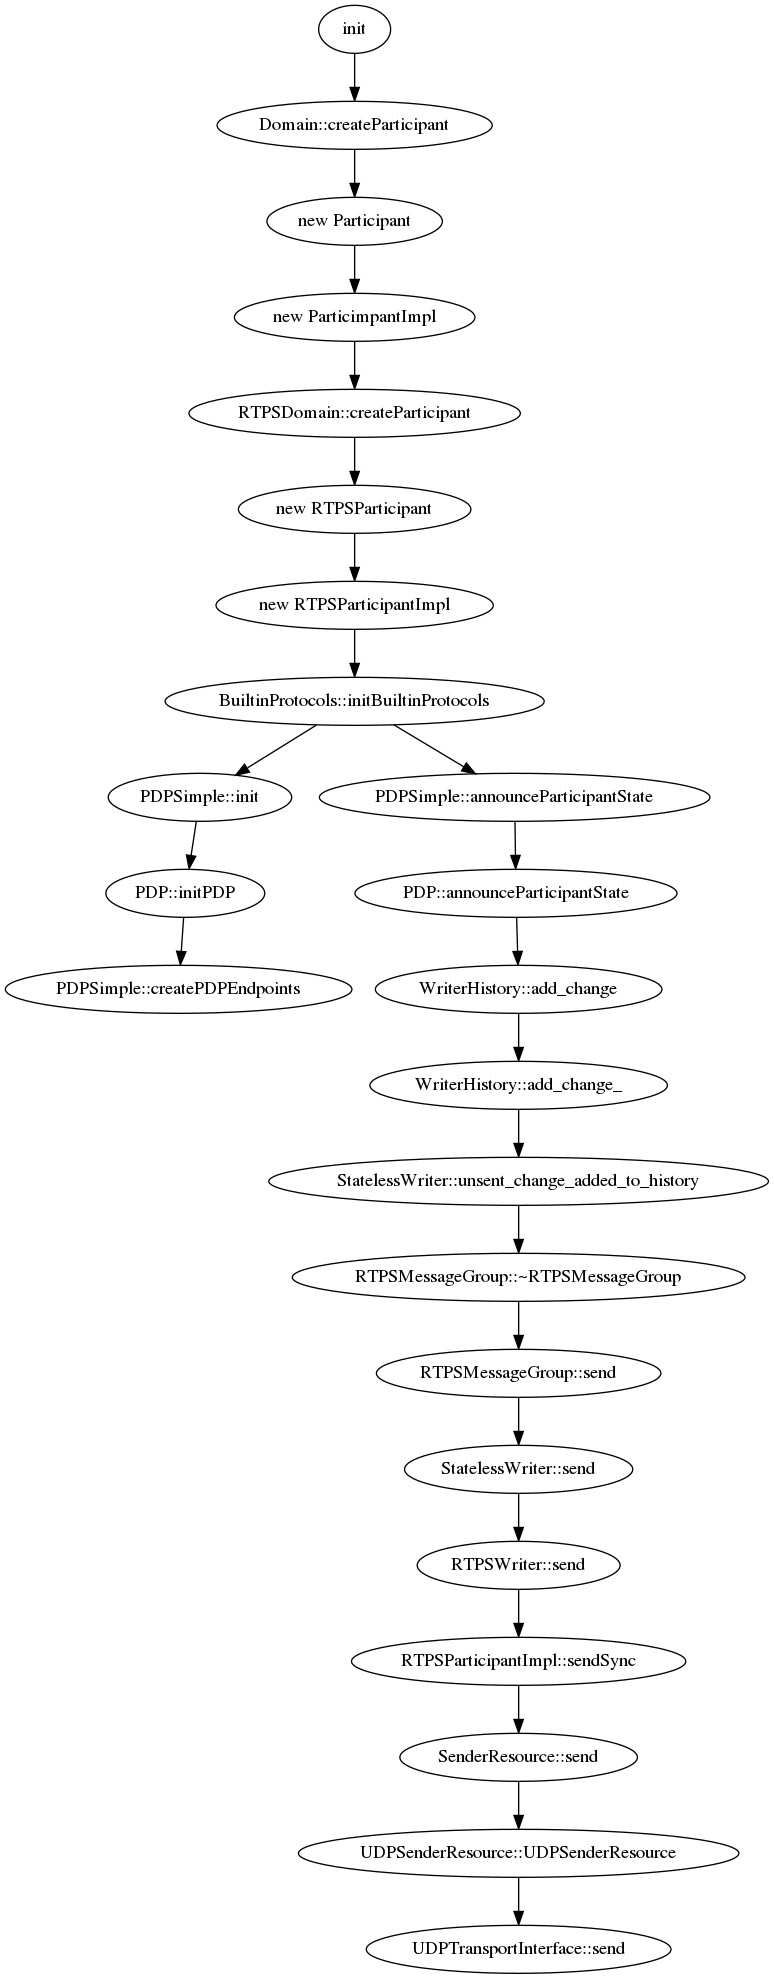 init
Domain::createParticipant
new Participant
new ParticimpantImpl
RTPSDomain::createParticipant
new RTPSParticipant
new RTPSParticipantImpl
BuiltinProtocols::initBuiltinProtocols
PDPSimple::init
PDPSimple::announceParticipantState
PDP::initPDP
PDP::announceParticipantState
PDPSimple::createPDPEndpoints
WriterHistory::add_change
WriterHistory::add_change_
StatelessWriter::unsent_change_added_to_history
RTPSMessageGroup::~RTPSMessageGroup
RTPSMessageGroup::send
StatelessWriter::send
RTPSWriter::send
RTPSParticipantImpl::sendSync
SenderResource::send
UDPSenderResource::UDPSenderResource
UDPTransportInterface::send